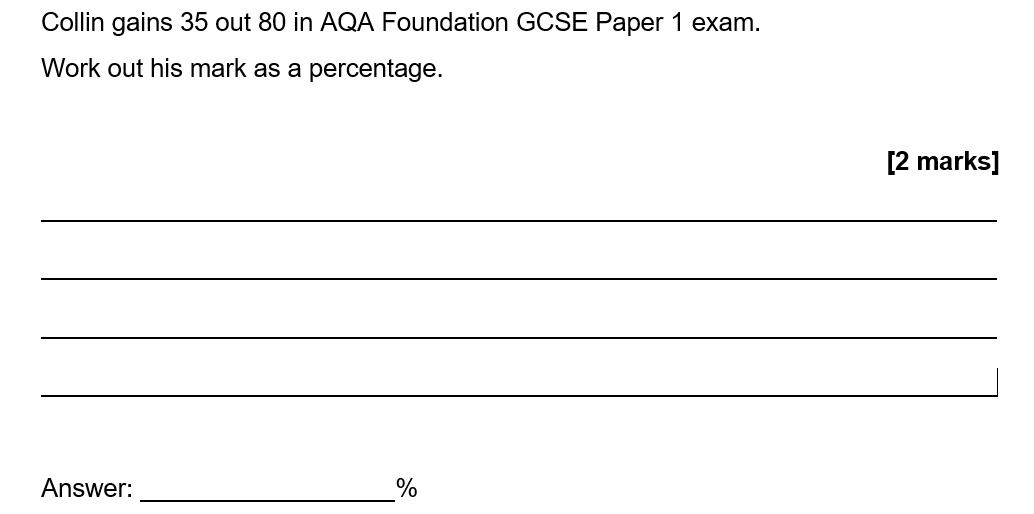 Collin gains 35 out 80 in AQA Foundation GCSE Paper 1 exam.
Work out his mark as a percentage.
[2 marks]
Answer: ____________________%